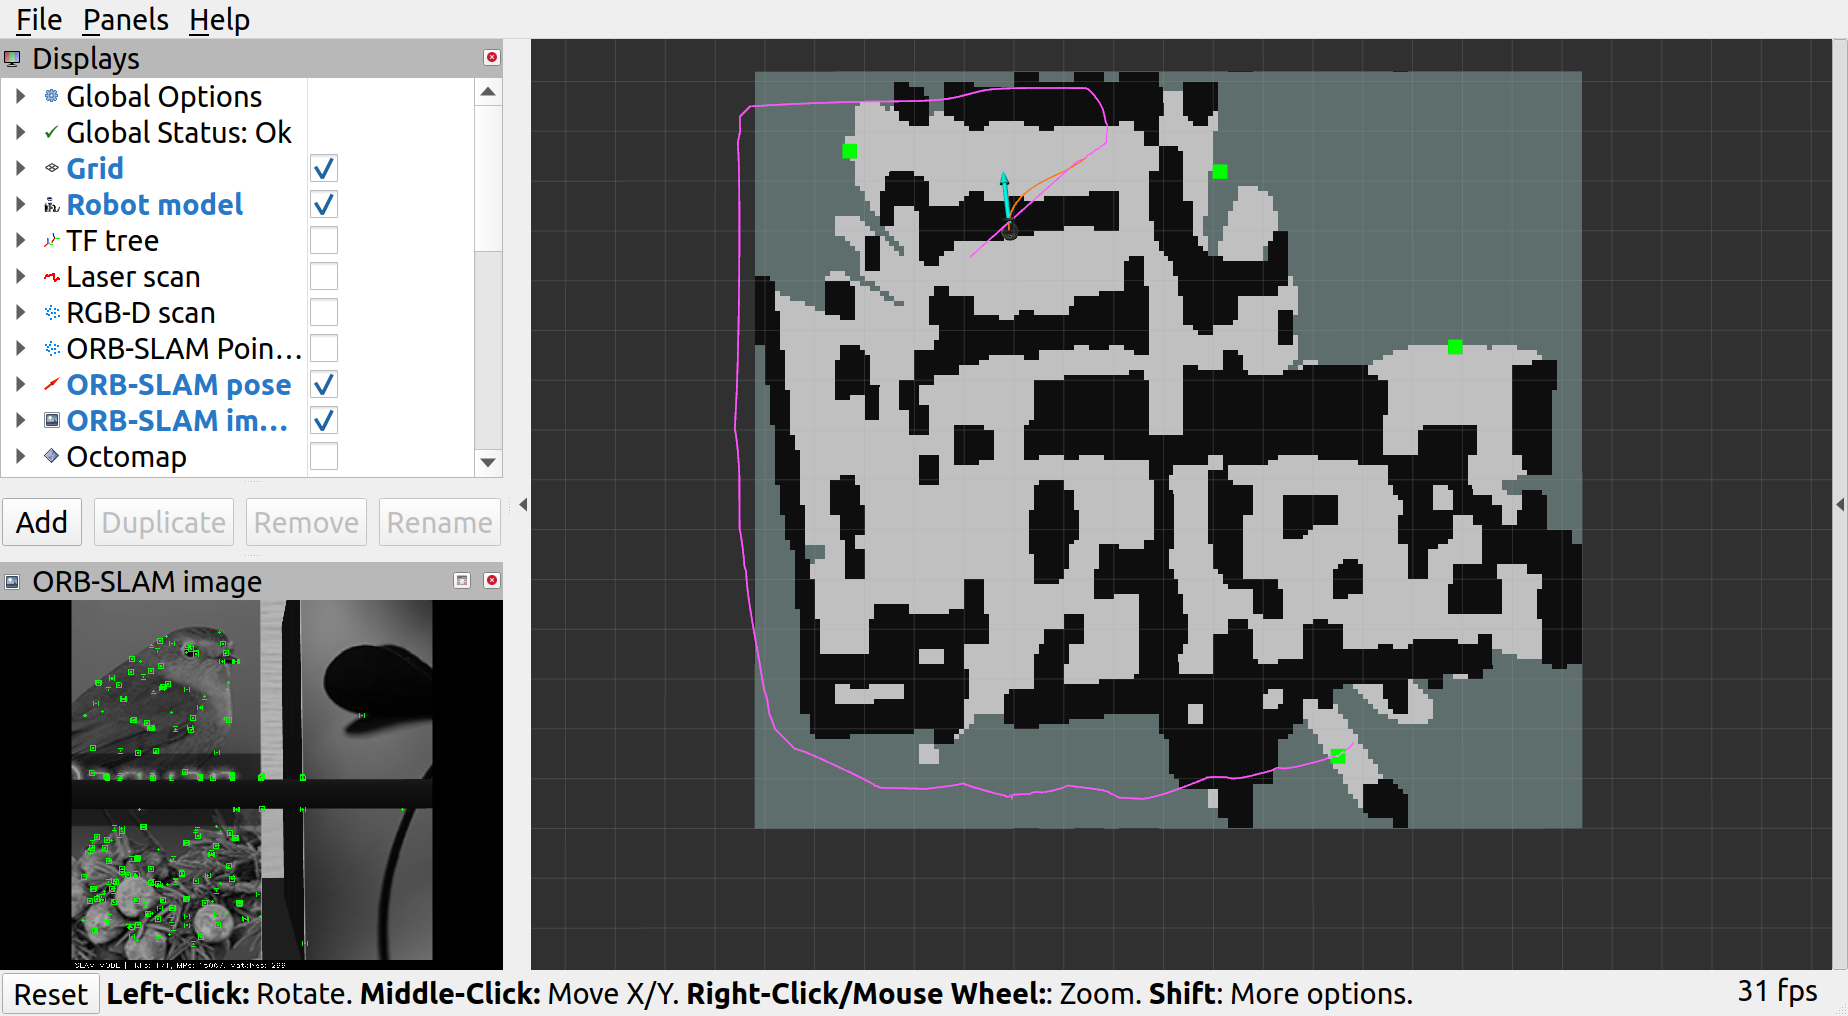 File Panels Help
Displays
Global Options
Global Status: Ok
Grid
Robot model
TF tree
Laser scan
RGB-D scan
ORB-SLAM Poin...
ORB-SLAM pose
ORB-SLAM im...
Octomap
Add Duplicate Remove Rename
ORB-SLAM image
Reset Left-Click: Rotate. Middle-Click: Move X/Y. Right-Click/Mouse Wheel:: Zoom. Shift: More options. 31 fps